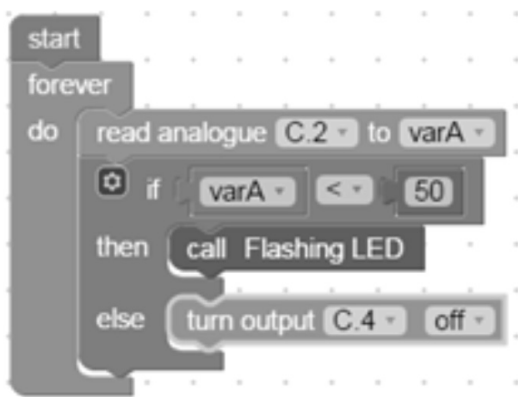 start
forever
do read analogue C.2 to varA
if varA < 50
then call Flashing LED
else turn output C.4 off